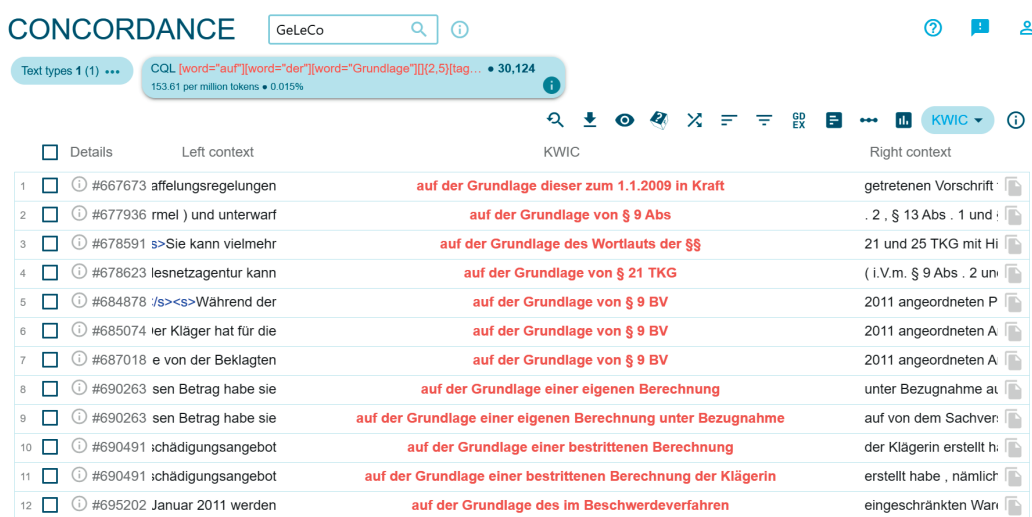 CONCORDANCE GeLeCo
Text types 1 (1) ••• CQL [word="auf"][word="der"][word="Grundlage"][]{2,5}[tag... • 30,124
153.61 per million tokens • 0.015%
GD EX KWIC
Details Left context KWIC Right context
1 #667673 affelungsregelungen auf der Grundlage dieser zum 1.1.2009 in Kraft getretenen Vorschrift
2 #677936 rmel ) und unterwarf auf der Grundlage von § 9 Abs . 2 , § 13 Abs . 1 und
3 #678591 s>Sie kann vielmehr auf der Grundlage des Wortlauts der §§ 21 und 25 TKG mit Hi
4 #678623 lesnetzagentur kann auf der Grundlage von § 21 TKG ( i.V.m. § 9 Abs . 2 und
5 #684878 /s><s>Während der auf der Grundlage von § 9 BV 2011 angeordneten P
6 #685074 er Kläger hat für die auf der Grundlage von § 9 BV 2011 angeordneten A
7 #687018 e von der Beklagten auf der Grundlage von § 9 BV 2011 angeordneten A
8 #690263 sen Betrag habe sie auf der Grundlage einer eigenen Berechnung unter Bezugnahme au
9 #690263 sen Betrag habe sie auf der Grundlage einer eigenen Berechnung unter Bezugnahme auf von dem Sachvers
10 #690491 schädigungsangebot auf der Grundlage einer bestrittenen Berechnung der Klägerin erstellt ha
11 #690491 schädigungsangebot auf der Grundlage einer bestrittenen Berechnung der Klägerin erstellt habe , nämlich
12 #695202 Januar 2011 werden auf der Grundlage des im Beschwerdeverfahren eingeschränkten Ware